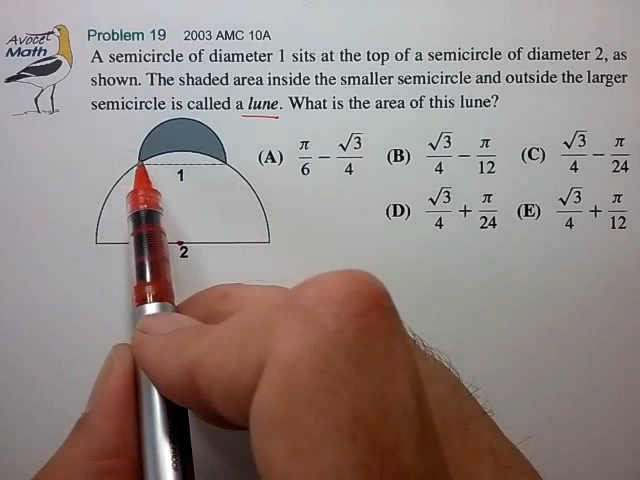 Avocet
Math
Problem 19 2003 AMC 10A
A semicircle of diameter 1 sits at the top of a semicircle of diameter 2, as
shown. The shaded area inside the smaller semicircle and outside the larger
semicircle is called a lune. What is the area of this lune?
(A) π/6 − √3/4 (B) √3/4 − π/12 (C) √3/4 − π/24
(D) √3/4 + π/24 (E) √3/4 + π/12
1
2